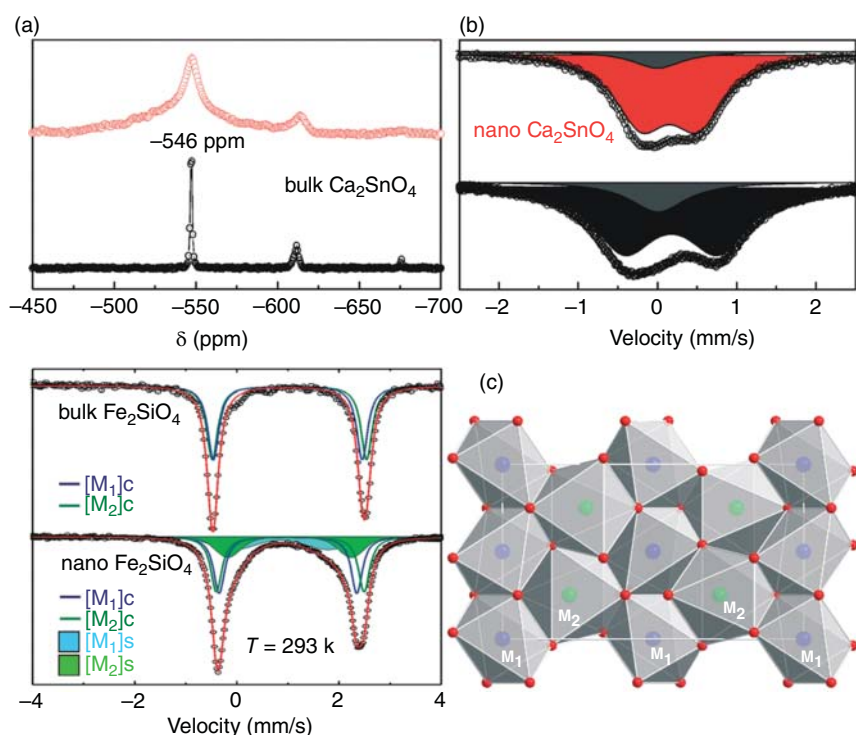 (a)
−546 ppm
bulk Ca₂SnO₄
−450 −500 −550 −600 −650 −700
δ (ppm)
(b)
nano Ca₂SnO₄
−2 −1 0 1 2
Velocity (mm/s)
bulk Fe₂SiO₄
[M₁]c
[M₂]c
nano Fe₂SiO₄
[M₁]c
[M₂]c
[M₁]s
[M₂]s
T = 293 k
−4 −2 0 2 4
Velocity (mm/s)
(c)
M₂ M₂
M₁ M₁ M₁